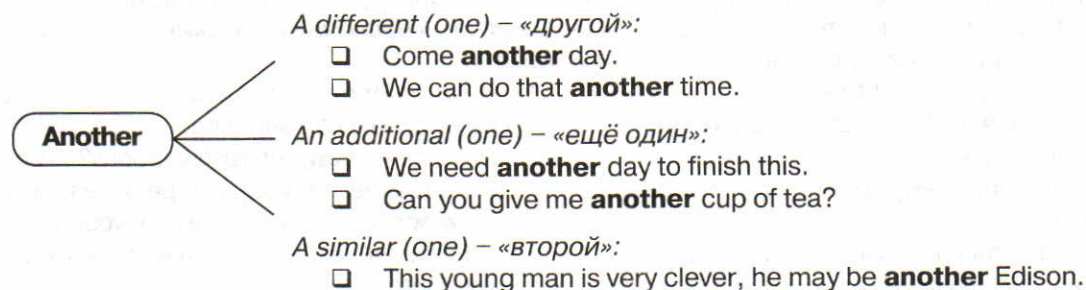 A different (one) – «другой»:
❑ Come another day.
❑ We can do that another time.
Another
An additional (one) – «ещё один»:
❑ We need another day to finish this.
❑ Can you give me another cup of tea?
A similar (one) – «второй»:
❑ This young man is very clever, he may be another Edison.